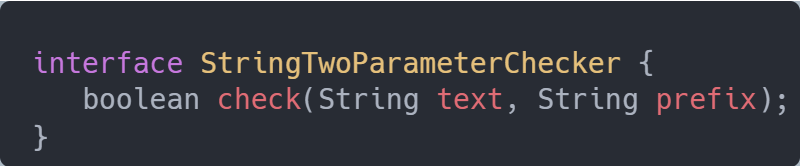 interface StringTwoParameterChecker {
   boolean check(String text, String prefix);
}